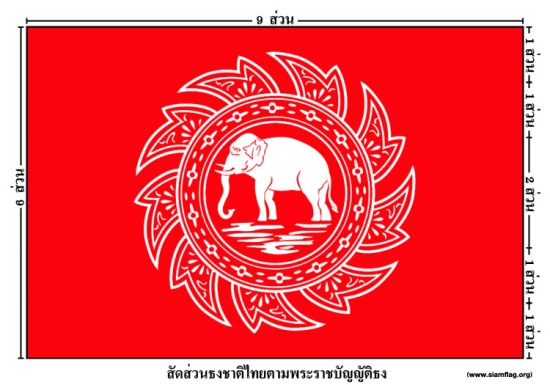 9 ส่วน
6 ส่วน
1 ส่วน
1 ส่วน
2 ส่วน
1 ส่วน
1 ส่วน
สัดส่วนธงชาติไทยตามพระราชบัญญัติธง
(www.siamflag.org)